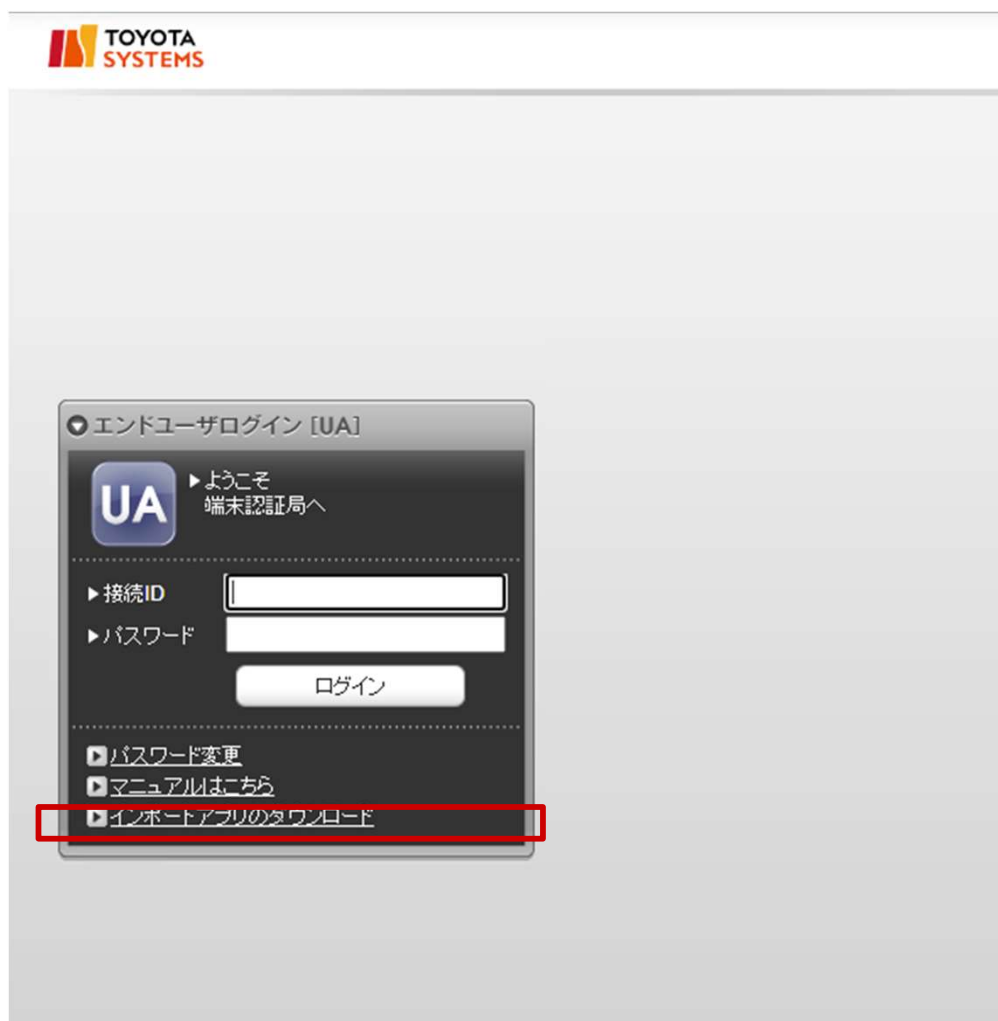 TOYOTA
SYSTEMS
エンドユーザログイン [UA]
UA
ようこそ
端末認証局へ
接続ID
パスワード
ログイン
パスワード変更
マニュアルはこちら
インポートアプリのダウンロード